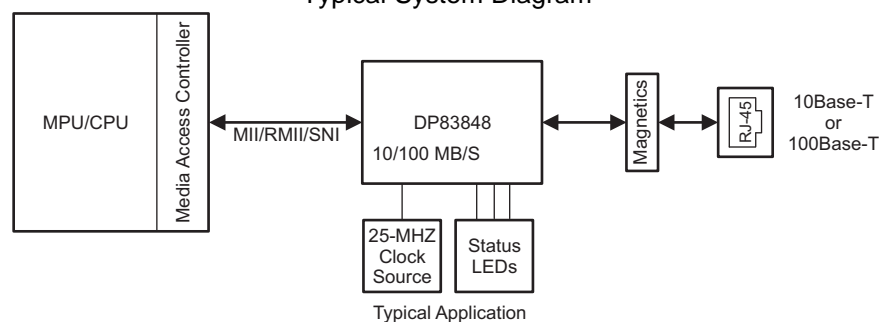 Typical System Diagram
MPU/CPU
Media Access Controller
MII/RMII/SNI
DP83848
10/100 MB/S
Magnetics
RJ-45
10Base-T
or
100Base-T
25-MHZ
Clock
Source
Status
LEDs
Typical Application